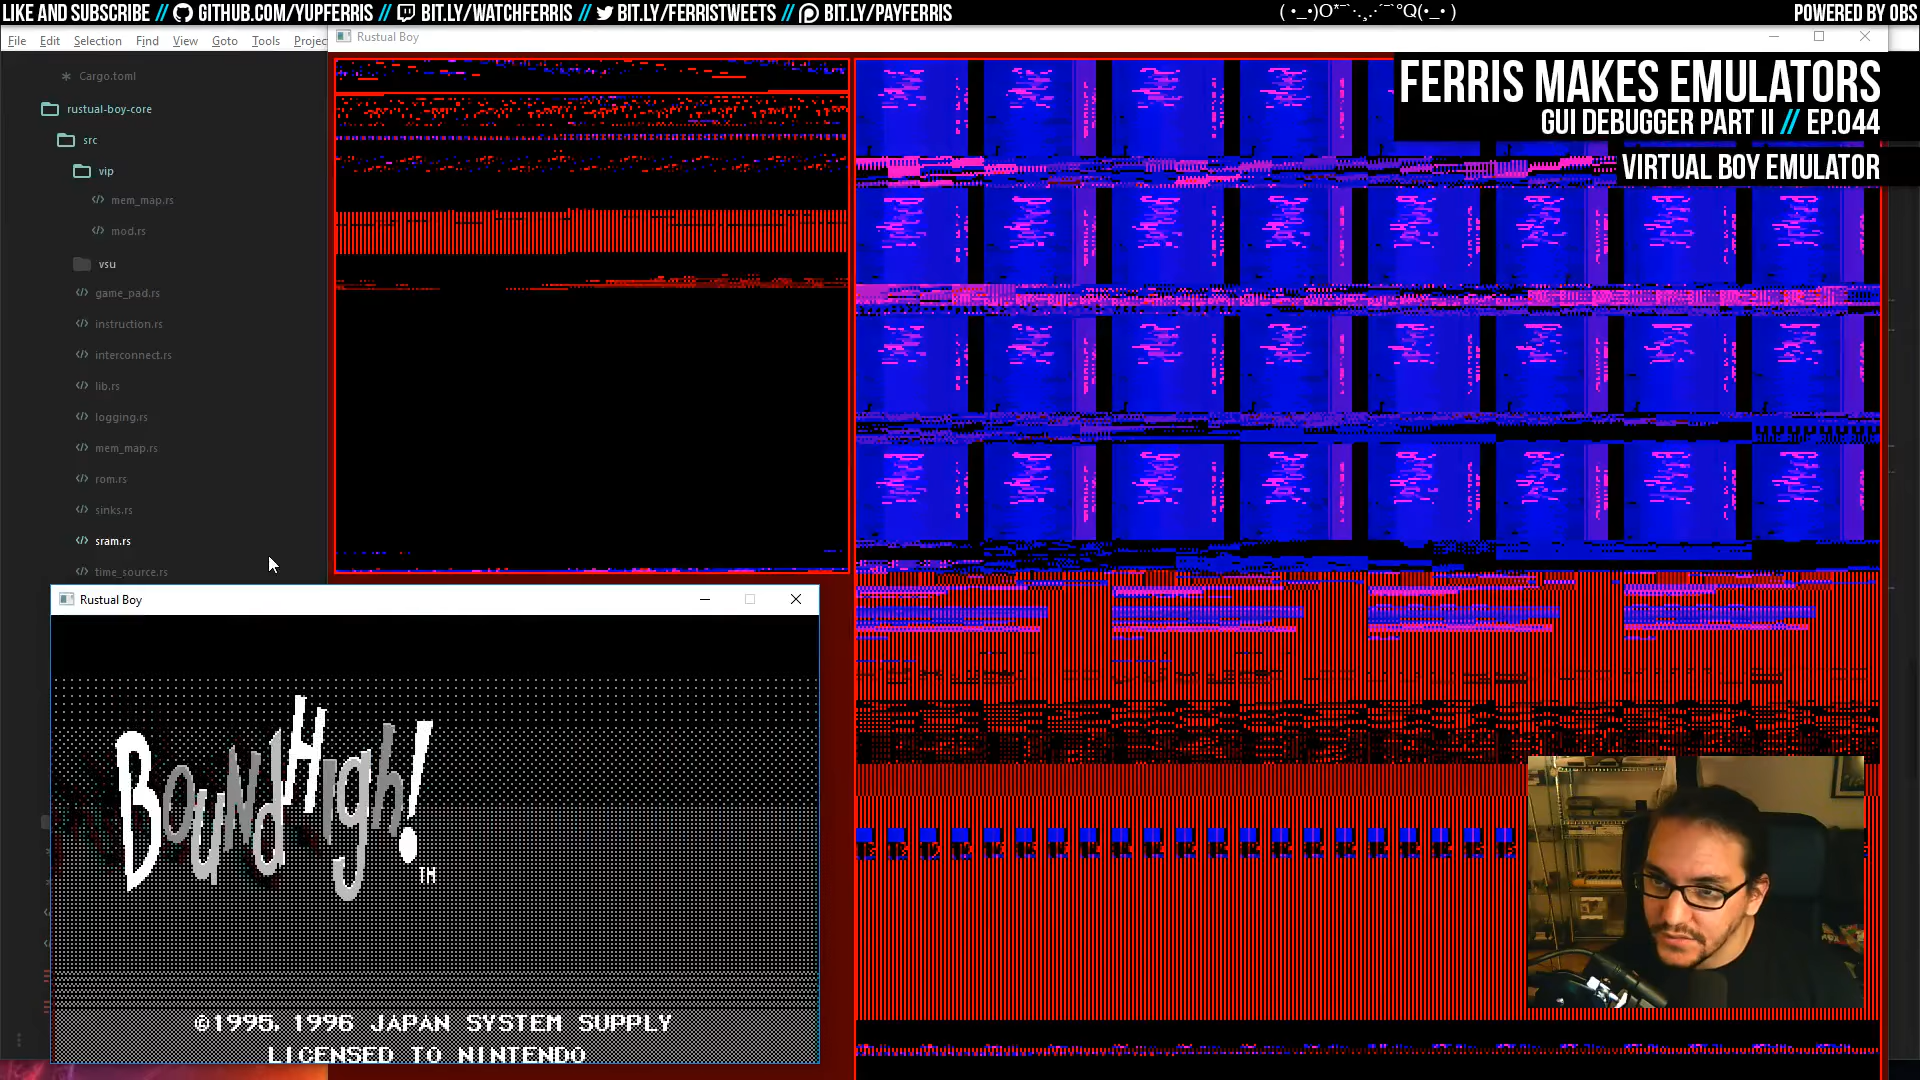 LIKE AND SUBSCRIBE // GITHUB.COM/YUPFERRIS // BIT.LY/WATCHFERRIS // BIT.LY/FERRISTWEETS // BIT.LY/PAYFERRIS
POWERED BY OBS
File Edit Selection Find View Goto Tools Projec
Rustual Boy
FERRIS MAKES EMULATORS
GUI DEBUGGER PART II // EP.044
VIRTUAL BOY EMULATOR
Cargo.toml
rustual-boy-core
src
vip
mem_map.rs
mod.rs
vsu
game_pad.rs
instruction.rs
interconnect.rs
lib.rs
logging.rs
mem_map.rs
rom.rs
sinks.rs
sram.rs
time_source.rs
Rustual Boy
BoundHigh!
TM
©1995, 1996 JAPAN SYSTEM SUPPLY
LICENSED TO NINTENDO